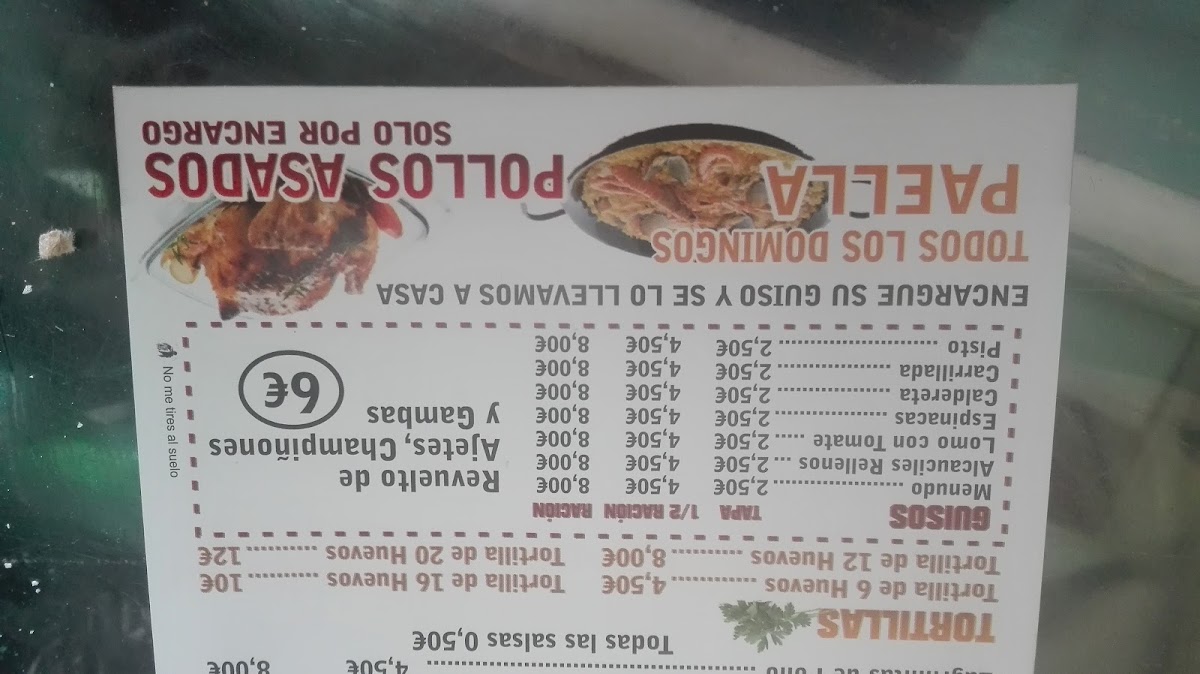 4,50€ 8,00€
Todas las salsas 0,50€
TORTILLAS
Tortilla de 6 Huevos .......... 4,50€ Tortilla de 16 Huevos .......... 10€
Tortilla de 12 Huevos .......... 8,00€ Tortilla de 20 Huevos .......... 12€
GUISOS TAPA 1/2 RACIÓN RACIÓN
Menudo .................. 2,50€ 4,50€ 8,00€
Alcauciles Rellenos ... 2,50€ 4,50€ 8,00€
Lomo con Tomate ..... 2,50€ 4,50€ 8,00€
Espinacas ................. 2,50€ 4,50€ 8,00€
Caldereta ................. 2,50€ 4,50€ 8,00€
Carrillada ................. 2,50€ 4,50€ 8,00€
Pisto ........................ 2,50€ 4,50€ 8,00€
Revuelto de
Ajetes, Champiñones
y Gambas
6€
No me tires al suelo
ENCARGUE SU GUISO Y SE LO LLEVAMOS A CASA
TODOS LOS DOMINGOS
PAELLA
POLLOS ASADOS
SOLO POR ENCARGO